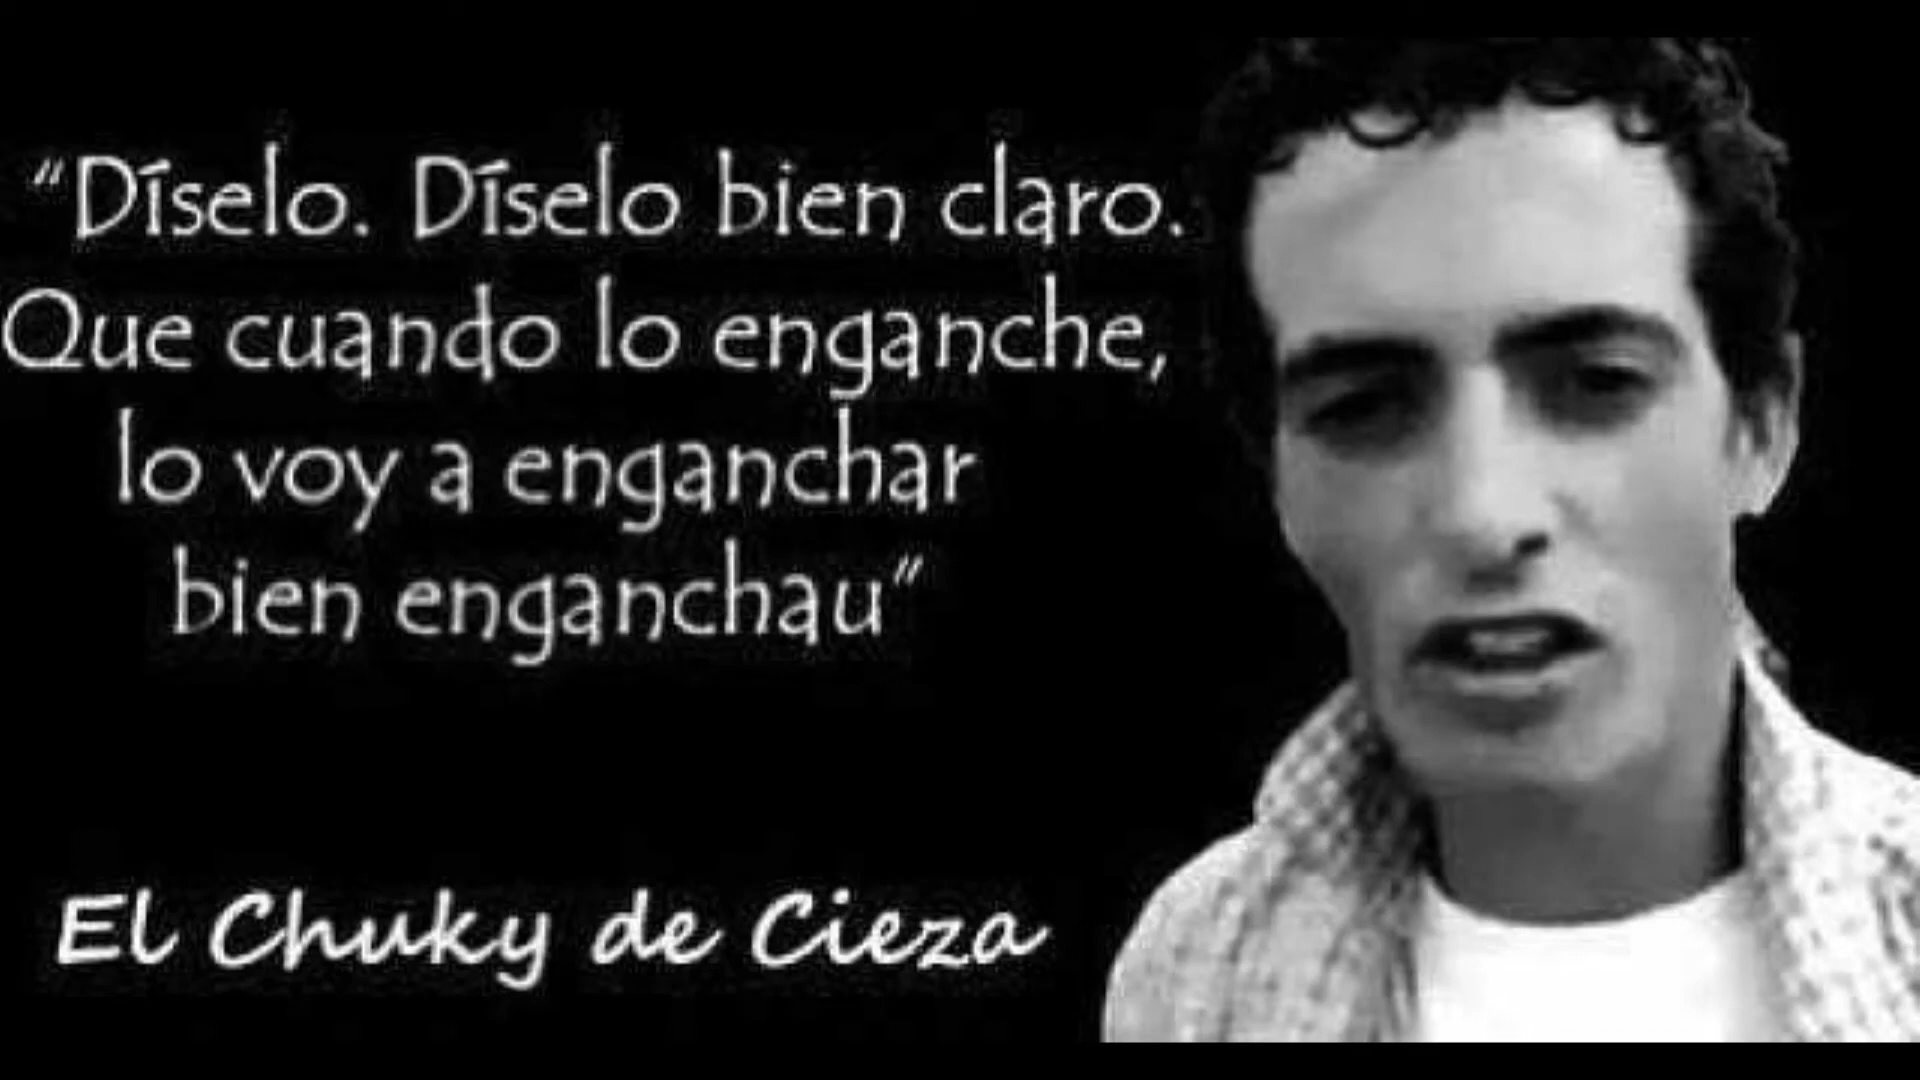 “Díselo. Díselo bien claro.
Que cuando lo enganche,
lo voy a enganchar
bien enganchau”
El Chuky de Cieza